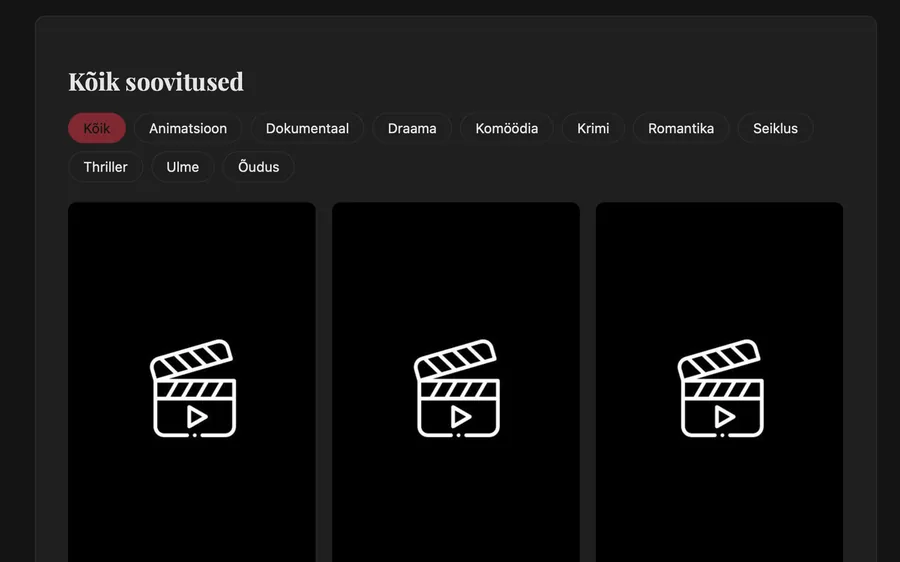 Kõik soovitused
Kõik Animatsioon Dokumentaal Draama Komöödia Krimi Romantika Seiklus
Thriller Ulme Õudus